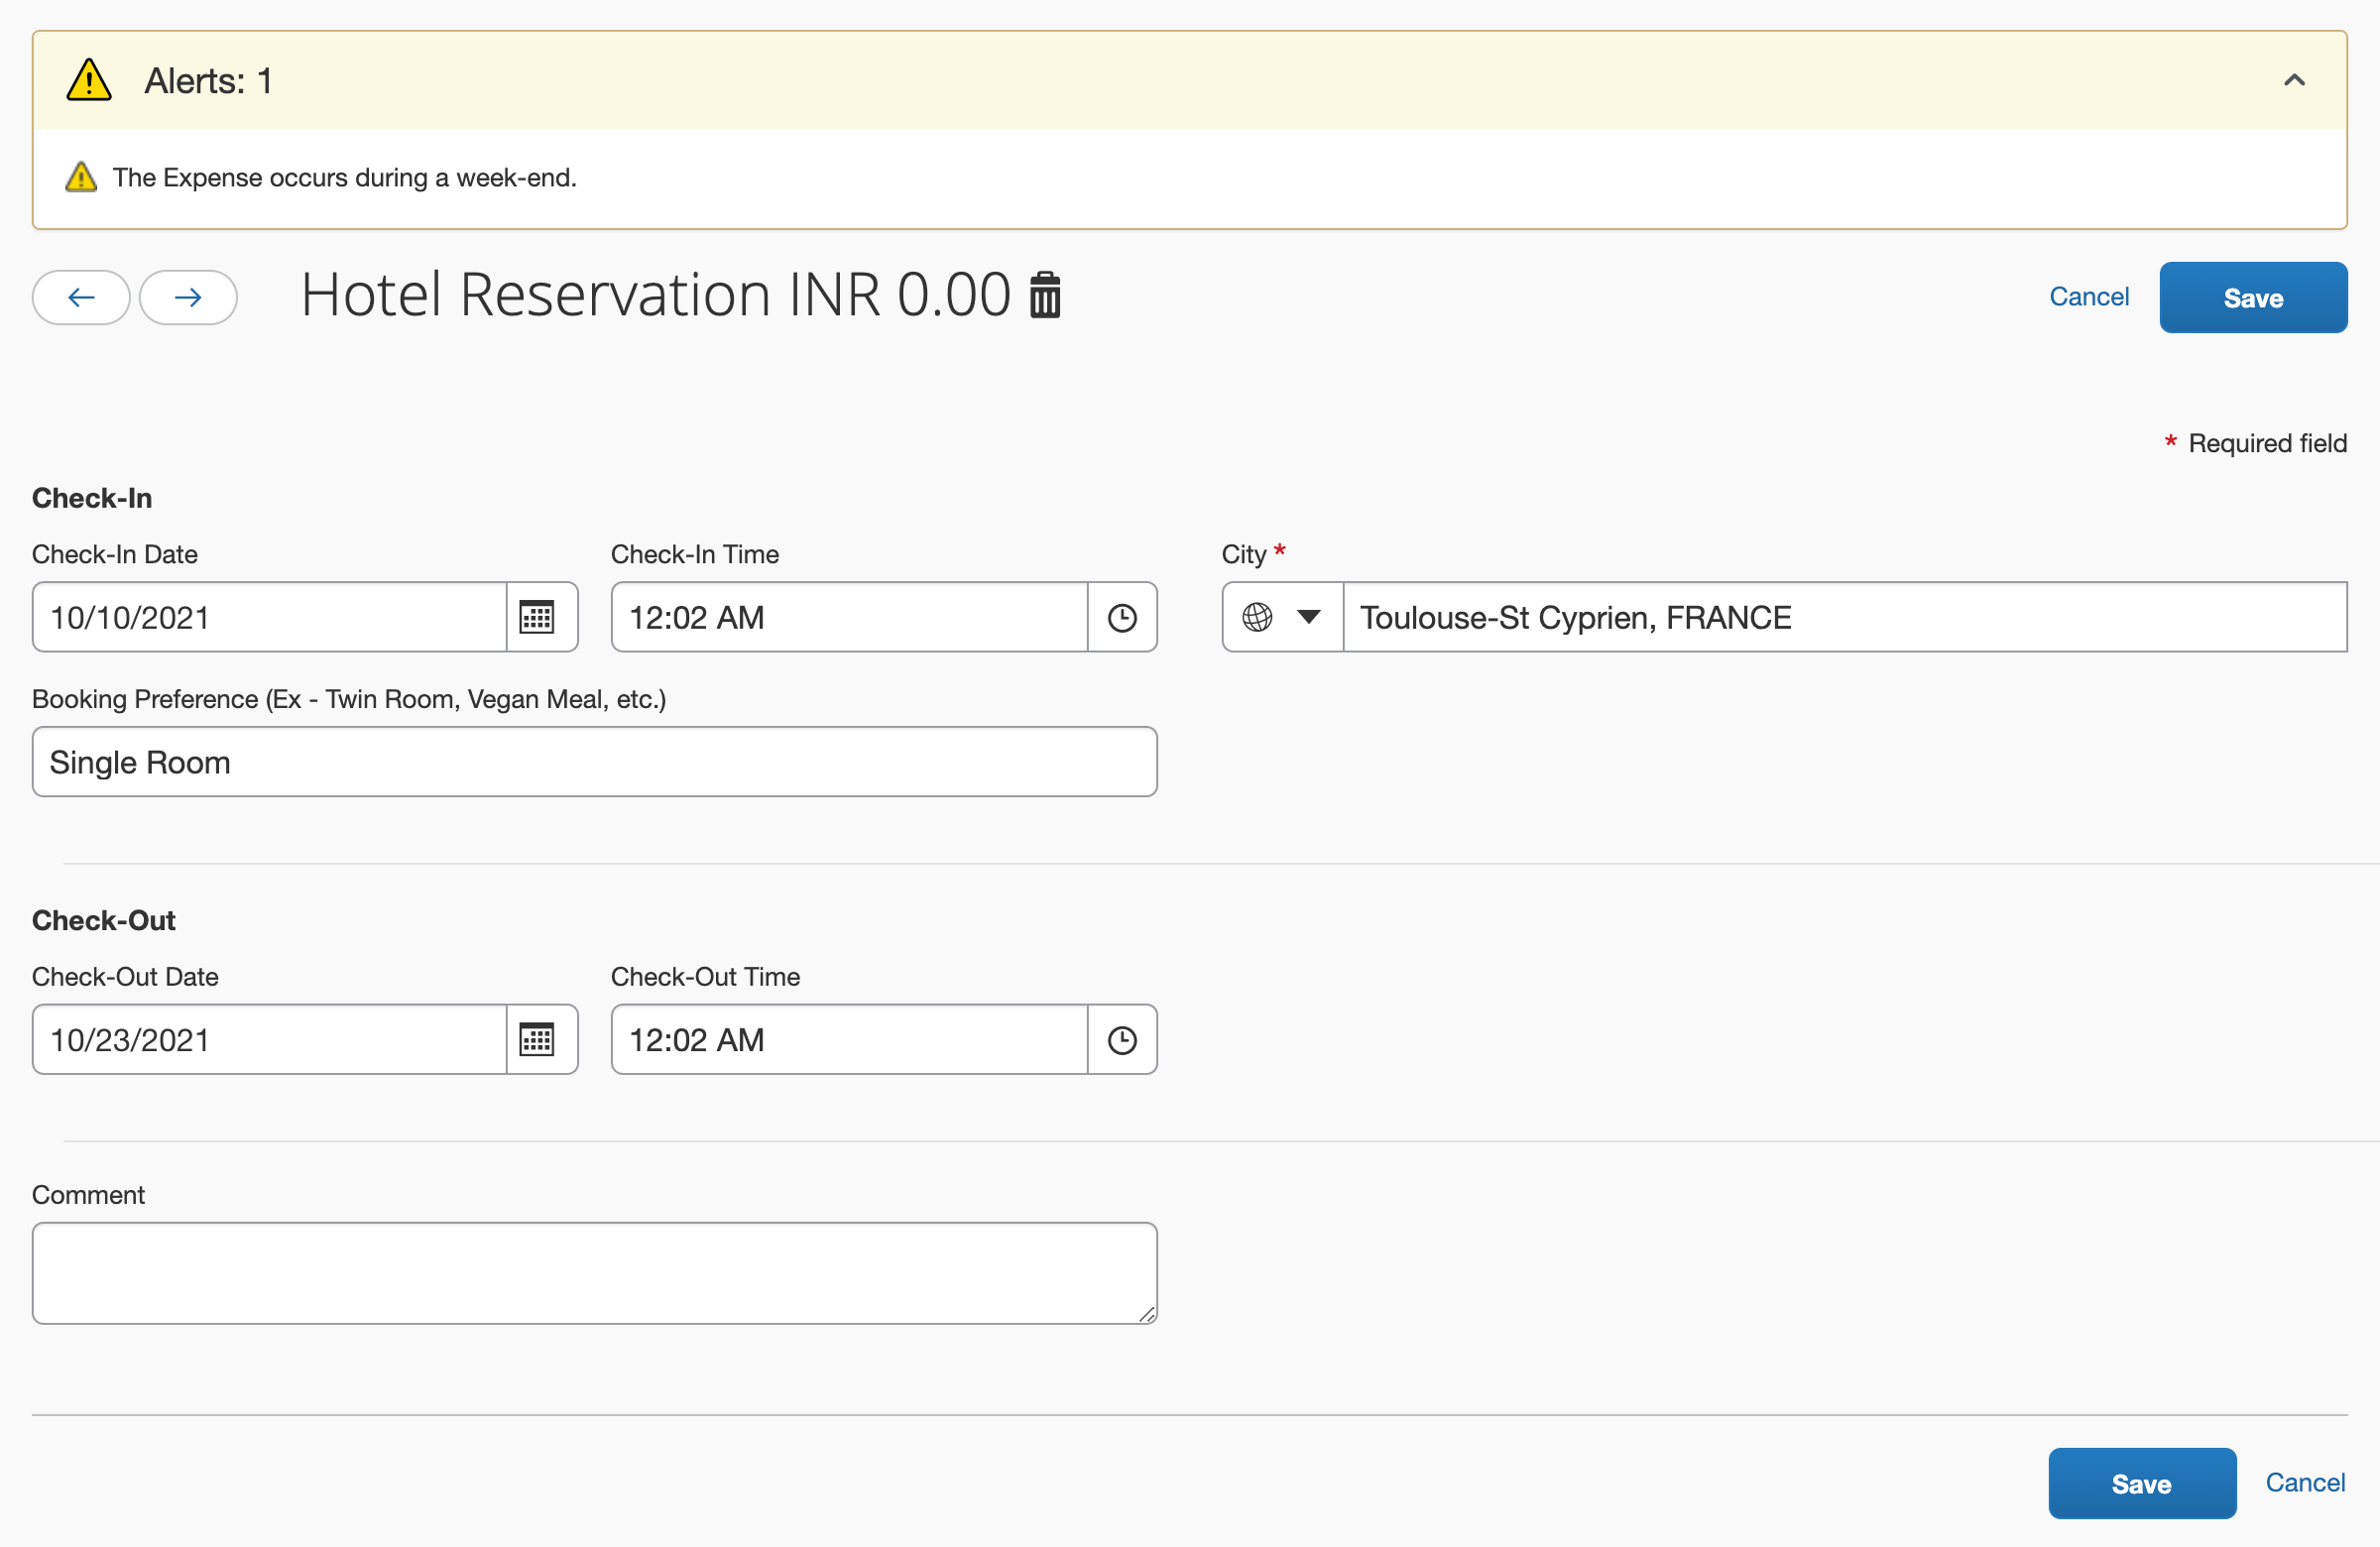 Alerts: 1
The Expense occurs during a week-end.
Hotel Reservation INR 0.00
Cancel
Save
* Required field
Check-In
Check-In Date
Check-In Time
City *
10/10/2021
12:02 AM
Toulouse-St Cyprien, FRANCE
Booking Preference (Ex - Twin Room, Vegan Meal, etc.)
Single Room
Check-Out
Check-Out Date
Check-Out Time
10/23/2021
12:02 AM
Comment
Save
Cancel